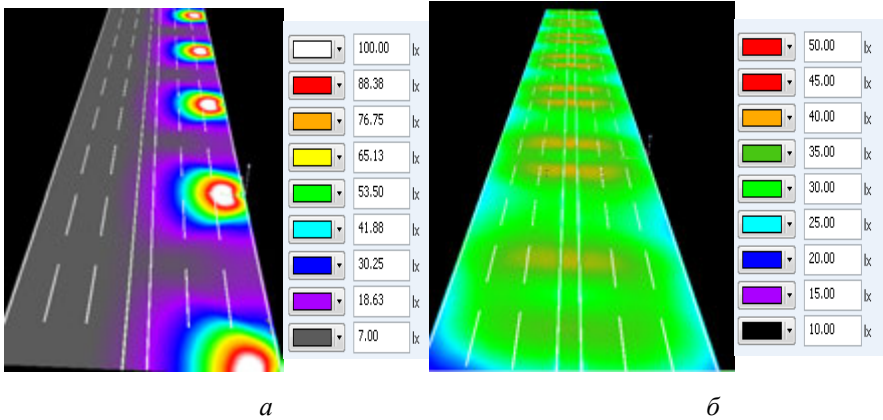 100.00 lx
88.38 lx
76.75 lx
65.13 lx
53.50 lx
41.88 lx
30.25 lx
18.63 lx
7.00 lx
50.00 lx
45.00 lx
40.00 lx
35.00 lx
30.00 lx
25.00 lx
20.00 lx
15.00 lx
10.00 lx
а
б